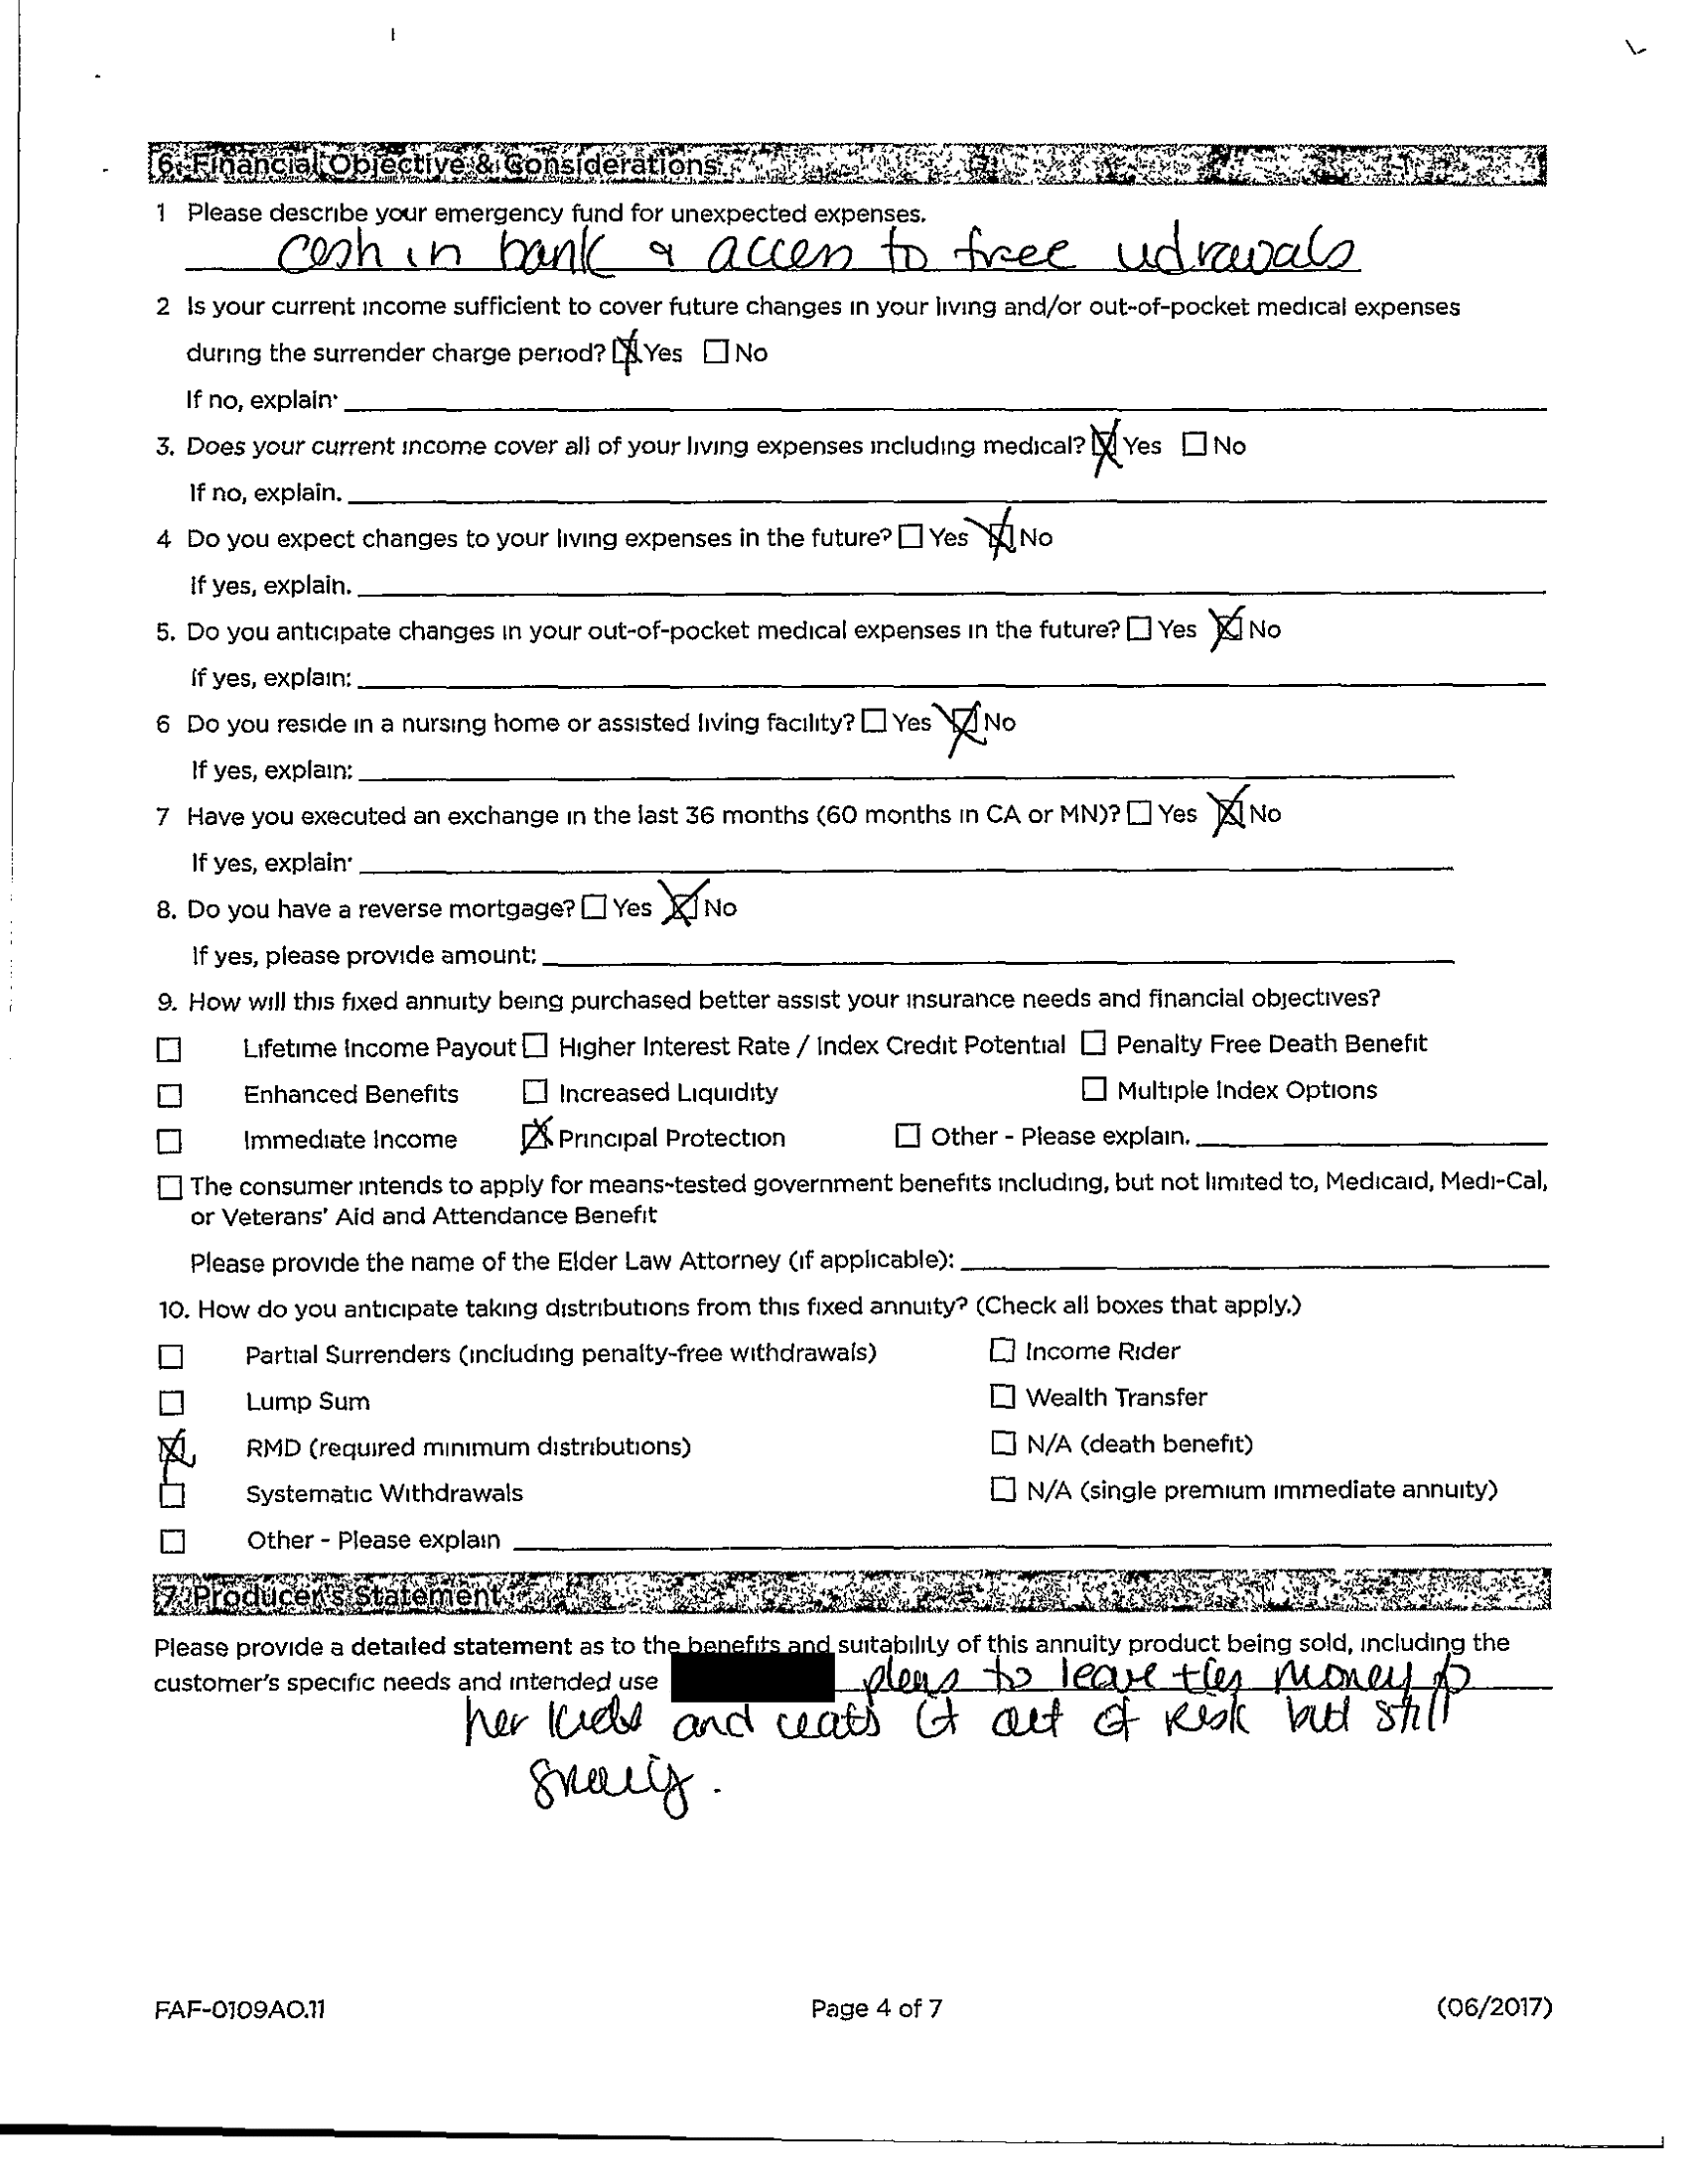 6. Financial Objective & Considerations
1 Please describe your emergency fund for unexpected expenses.
cash in bank & access to free wdrawals
2 Is your current income sufficient to cover future changes in your living and/or out-of-pocket medical expenses
during the surrender charge period? ☒ Yes ☐ No
If no, explain:
3. Does your current income cover all of your living expenses including medical? ☒ Yes ☐ No
If no, explain.
4 Do you expect changes to your living expenses in the future? ☐ Yes ☒ No
If yes, explain.
5. Do you anticipate changes in your out-of-pocket medical expenses in the future? ☐ Yes ☒ No
If yes, explain:
6 Do you reside in a nursing home or assisted living facility? ☐ Yes ☒ No
If yes, explain:
7 Have you executed an exchange in the last 36 months (60 months in CA or MN)? ☐ Yes ☒ No
If yes, explain:
8. Do you have a reverse mortgage? ☐ Yes ☒ No
If yes, please provide amount:
9. How will this fixed annuity being purchased better assist your insurance needs and financial objectives?
☐ Lifetime Income Payout ☐ Higher Interest Rate / Index Credit Potential ☐ Penalty Free Death Benefit
☐ Enhanced Benefits ☐ Increased Liquidity ☐ Multiple Index Options
☐ Immediate Income ☒ Principal Protection ☐ Other - Please explain.
☐ The consumer intends to apply for means-tested government benefits including, but not limited to, Medicaid, Medi-Cal,
or Veterans' Aid and Attendance Benefit
Please provide the name of the Elder Law Attorney (if applicable):
10. How do you anticipate taking distributions from this fixed annuity? (Check all boxes that apply.)
☐ Partial Surrenders (including penalty-free withdrawals) ☐ Income Rider
☐ Lump Sum ☐ Wealth Transfer
☒ RMD (required minimum distributions) ☐ N/A (death benefit)
☐ Systematic Withdrawals ☐ N/A (single premium immediate annuity)
☐ Other - Please explain
7. Producer's Statement
Please provide a detailed statement as to the benefits and suitability of this annuity product being sold, including the
customer's specific needs and intended use plans to leave this money to
her kids and wants it out of risk but still
FAF-0109AO.11 Page 4 of 7 (06/2017)